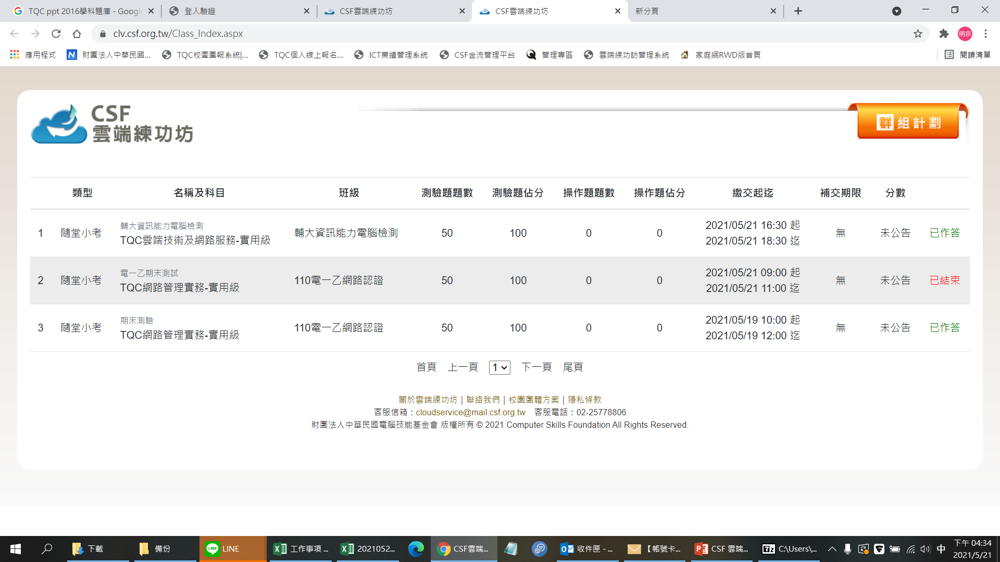 TQC ppt 2016學科題庫 - Googl
登入驗證
CSF雲端練功坊
CSF雲端練功坊
新分頁
clv.csf.org.tw/Class_Index.aspx
明宗
應用程式
財團法人中華民國...
TQC校園團報系統|...
TQC個人線上報名...
ICT業績管理系統
CSF金流管理平台
管理專區
雲端練功訪管理系統
家庭網RWD版首頁
閱讀清單
CSF
雲端練功坊
群組計劃
類型 名稱及科目 班級 測驗題題數 測驗題佔分 操作題題數 操作題佔分 繳交起迄 補交期限 分數
1 隨堂小考 輔大資訊能力電腦檢測
TQC雲端技術及網路服務-實用級 輔大資訊能力電腦檢測 50 100 0 0 2021/05/21 16:30 起
2021/05/21 18:30 迄 無 未公告 已作答
2 隨堂小考 電一乙期末測試
TQC網路管理實務-實用級 110電一乙網路認證 50 100 0 0 2021/05/21 09:00 起
2021/05/21 11:00 迄 無 未公告 已結束
3 隨堂小考 期末測驗
TQC網路管理實務-實用級 110電一乙網路認證 50 100 0 0 2021/05/19 10:00 起
2021/05/19 12:00 迄 無 未公告 已作答
首頁 上一頁 1 下一頁 尾頁
關於雲端練功坊 | 聯絡我們 | 校園團體方案 | 隱私條款
客服信箱：cloudservice@mail.csf.org.tw 客服電話：02-25778806
財團法人中華民國電腦技能基金會 版權所有 © 2021 Computer Skills Foundation All Rights Reserved.
下載
備份
LINE
工作事項 ...
2021052...
CSF雲端...
收件匣 - ...
【帳號卡...
CSF 雲端...
C:\Users\...
中
下午 04:34
2021/5/21